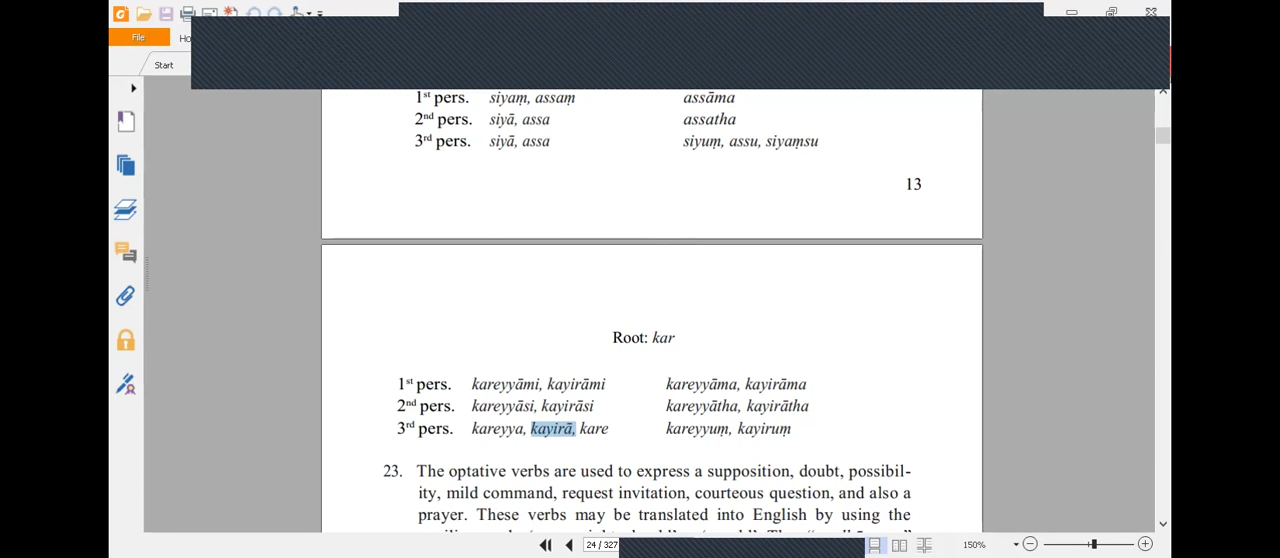 File
Ho
Start
1st pers. siyaṃ, assaṃ assāma
2nd pers. siyā, assa assatha
3rd pers. siyā, assa siyuṃ, assu, siyaṃsu
13
Root: kar
1st pers. kareyyāmi, kayirāmi kareyyāma, kayirāma
2nd pers. kareyyāsi, kayirāsi kareyyātha, kayirātha
3rd pers. kareyya, kayirā, kare kareyyuṃ, kayiruṃ
23. The optative verbs are used to express a supposition, doubt, possibil-
ity, mild command, request invitation, courteous question, and also a
prayer. These verbs may be translated into English by using the
24 / 327
150%